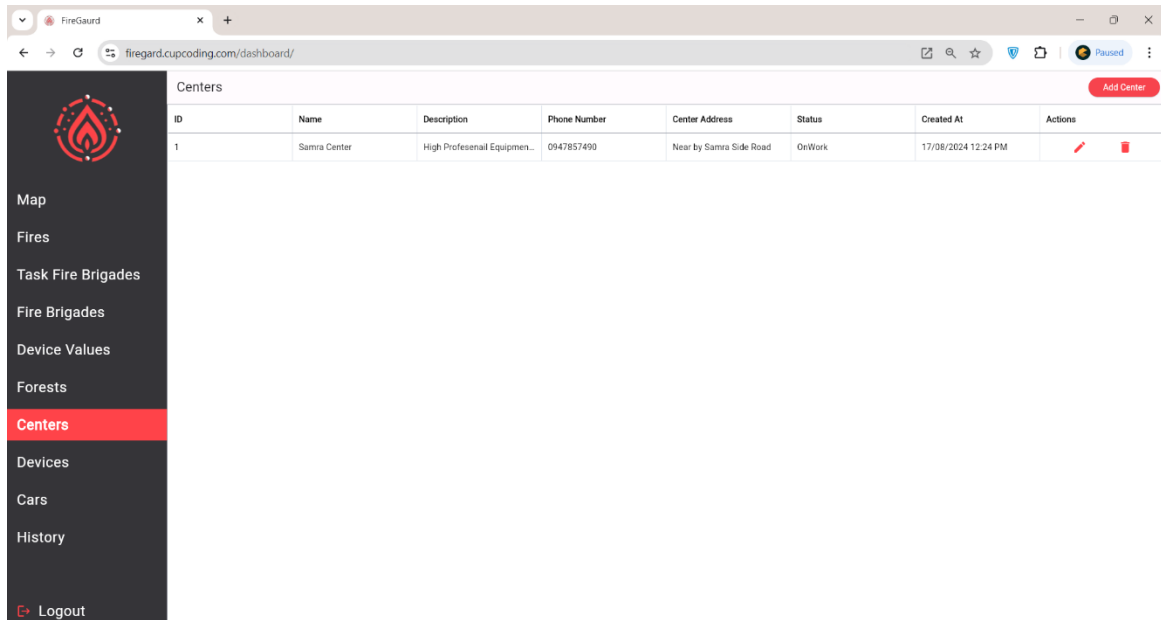 FireGaurd
firegard.cupcoding.com/dashboard/
Paused
Centers
Add Center
ID Name Description Phone Number Center Address Status Created At Actions
1 Samra Center High Profesenail Equipmen... 0947857490 Near by Samra Side Road OnWork 17/08/2024 12:24 PM
Map
Fires
Task Fire Brigades
Fire Brigades
Device Values
Forests
Centers
Devices
Cars
History
Logout